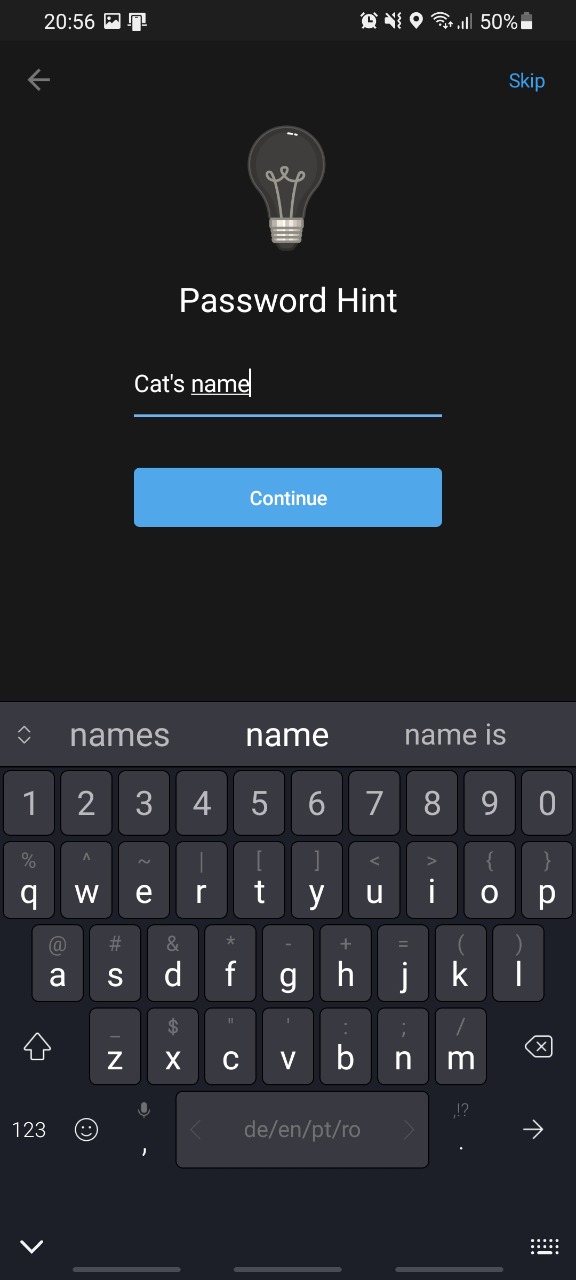 20:56 50%
Skip
Password Hint
Cat's name
Continue
names name name is
1 2 3 4 5 6 7 8 9 0
% ^ ~ | [ ] < > { }
q w e r t y u i o p
@ # & * - + = ( )
a s d f g h j k l
_ $ " ' : ; /
z x c v b n m
,!?
123 , de/en/pt/ro .